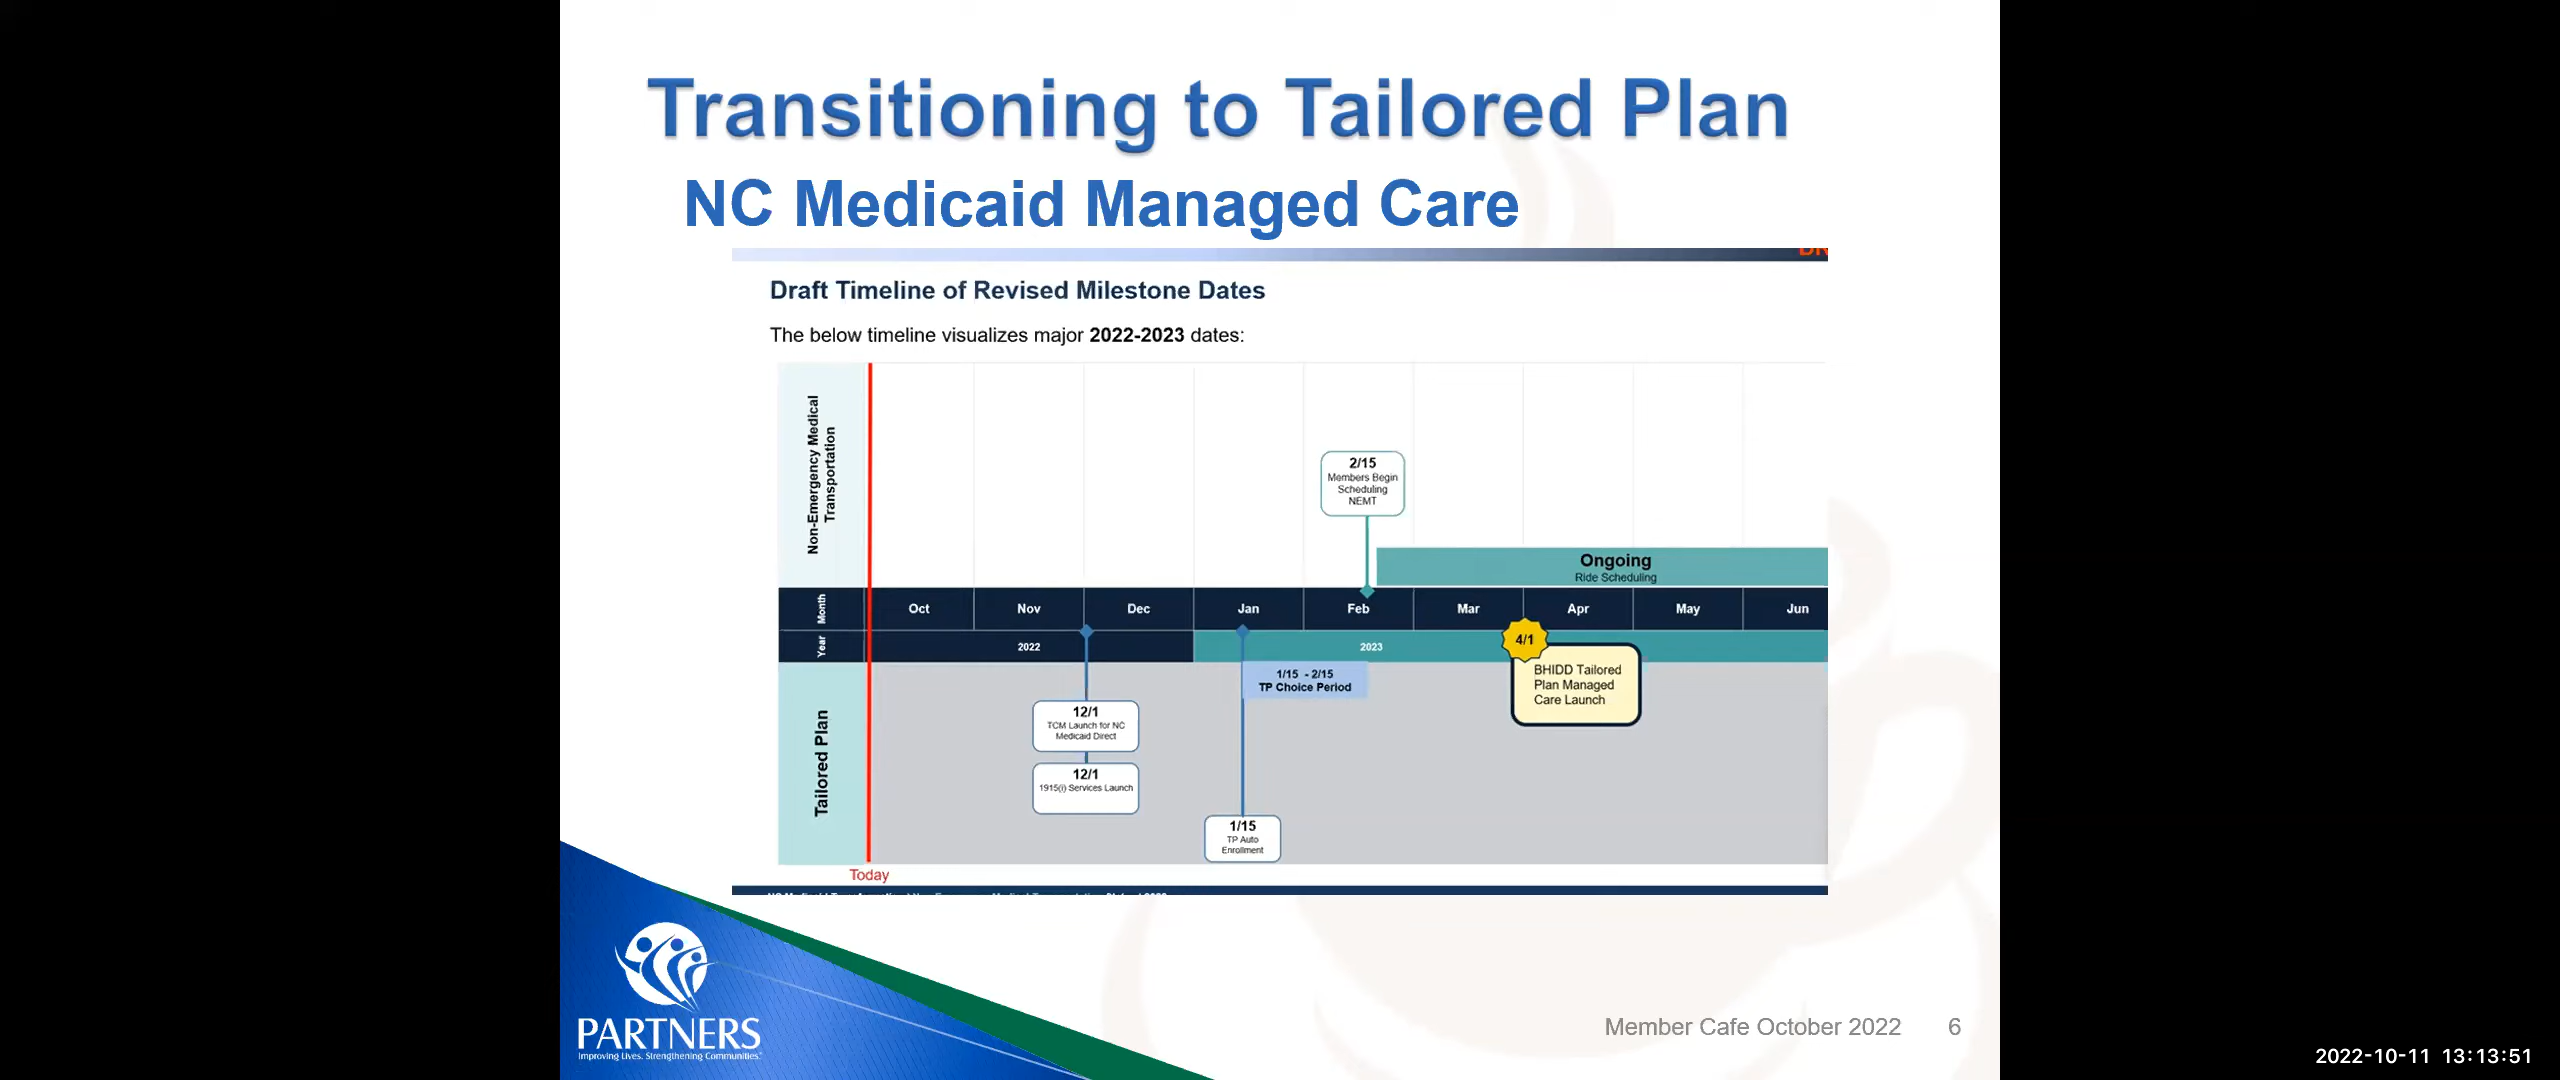 Transitioning to Tailored Plan
NC Medicaid Managed Care
Draft Timeline of Revised Milestone Dates
The below timeline visualizes major 2022-2023 dates:
Non-Emergency Medical
Transportation
2/15
Members Begin
Scheduling
NEMT
Ongoing
Ride Scheduling
Month
Oct
Nov
Dec
Jan
Feb
Mar
Apr
May
Jun
Year
2022
2023
4/1
BHIDD Tailored
Plan Managed
Care Launch
1/15 - 2/15
TP Choice Period
Tailored Plan
12/1
TCM Launch for NC
Medicaid Direct
12/1
1915(i) Services Launch
1/15
TP Auto
Enrollment
Today
PARTNERS
Improving Lives. Strengthening Communities.
Member Cafe October 2022 6
2022-10-11 13:13:51